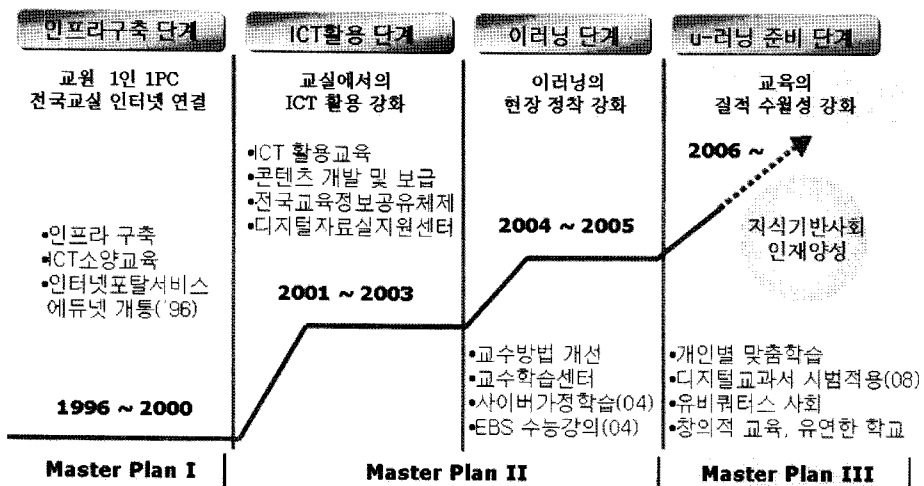 인프라구축 단계
교원 1인 1PC
전국교실 인터넷 연결
•인프라 구축
•ICT소양교육
•인터넷포탈서비스
에듀넷 개통('96)
1996 ~ 2000
ICT활용 단계
교실에서의
ICT 활용 강화
•ICT 활용교육
•콘텐츠 개발 및 보급
•전국교육정보공유체제
•디지털자료실지원센터
2001 ~ 2003
이러닝 단계
이러닝의
현장 정착 강화
2004 ~ 2005
•교수방법 개선
•교수학습센터
•사이버가정학습(04)
•EBS 수능강의(04)
u-러닝 준비 단계
교육의
질적 수월성 강화
2006 ~
지식기반사회
인재양성
•개인별 맞춤학습
•디지털교과서 시범적용(08)
•유비쿼터스 사회
•창의적 교육, 유연한 학교
Master Plan I
Master Plan II
Master Plan III